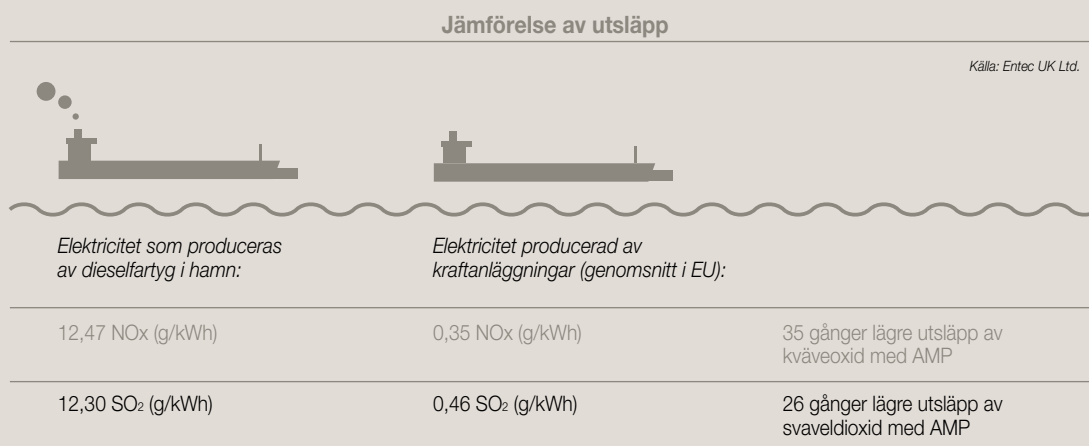 Jämförelse av utsläpp
Källa: Entec UK Ltd.
Elektricitet som produceras
av dieselfartyg i hamn:
Elektricitet producerad av
kraftanläggningar (genomsnitt i EU):
12,47 NOx (g/kWh)
0,35 NOx (g/kWh)
35 gånger lägre utsläpp av
kväveoxid med AMP
12,30 SO₂ (g/kWh)
0,46 SO₂ (g/kWh)
26 gånger lägre utsläpp av
svaveldioxid med AMP